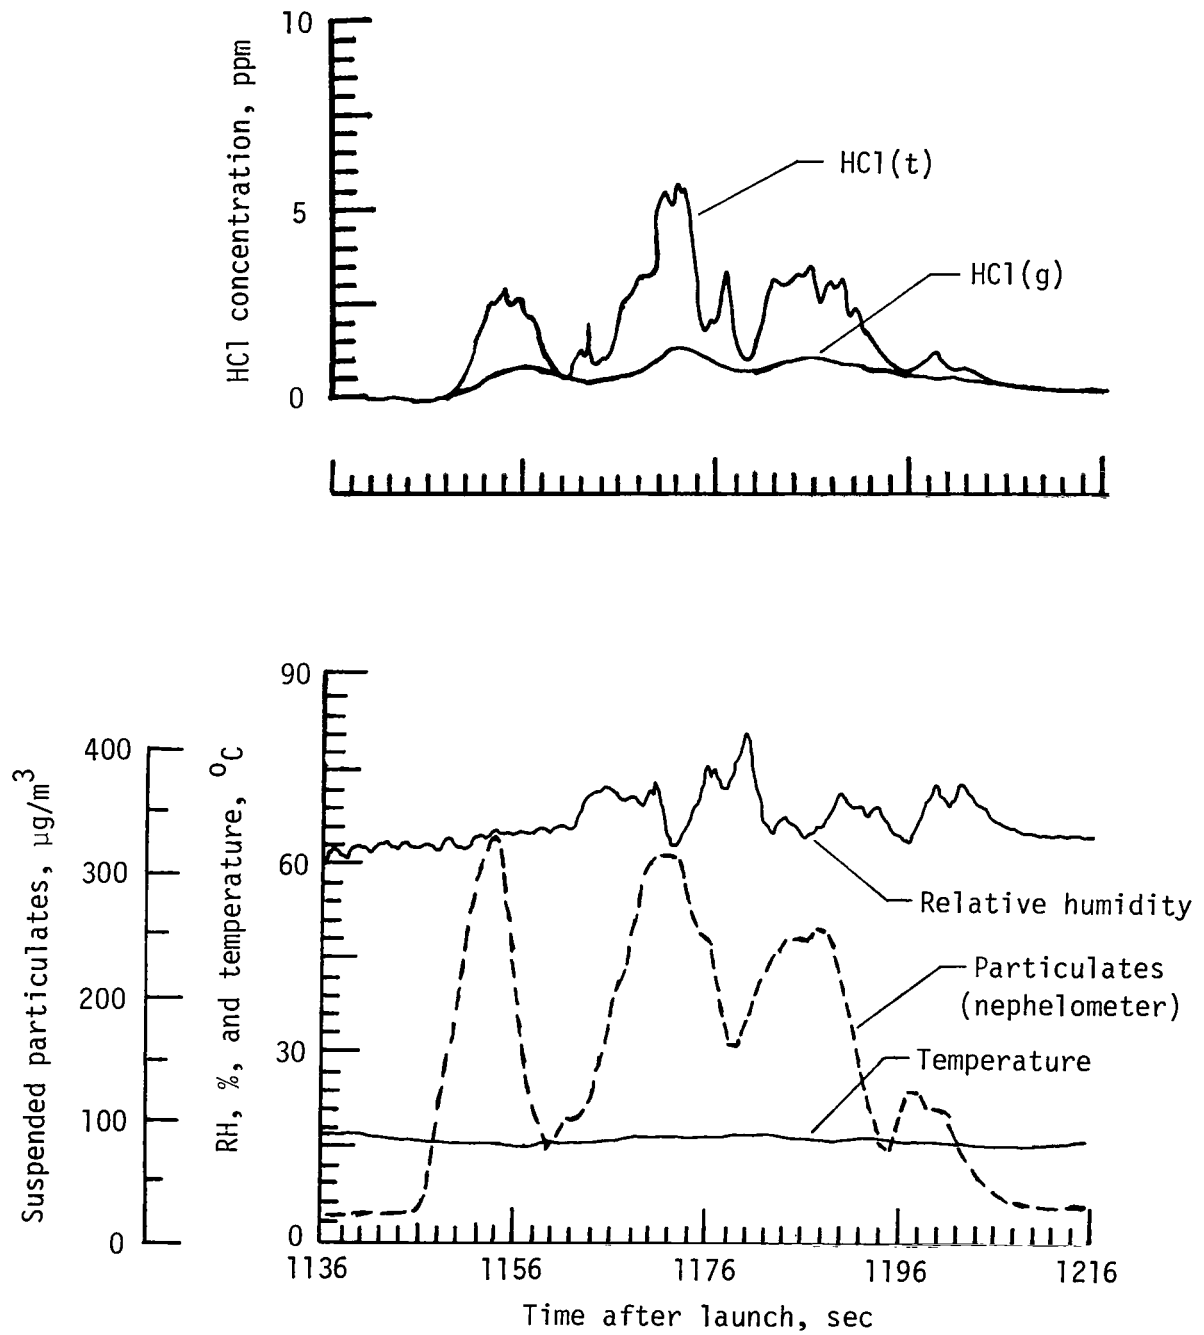 HCl concentration, ppm
10
5
0
HCl(t)
HCl(g)
Suspended particulates, µg/m3
400
300
200
100
0
RH, %, and temperature, °C
90
60
30
0
Relative humidity
Particulates
(nephelometer)
Temperature
1136 1156 1176 1196 1216
Time after launch, sec